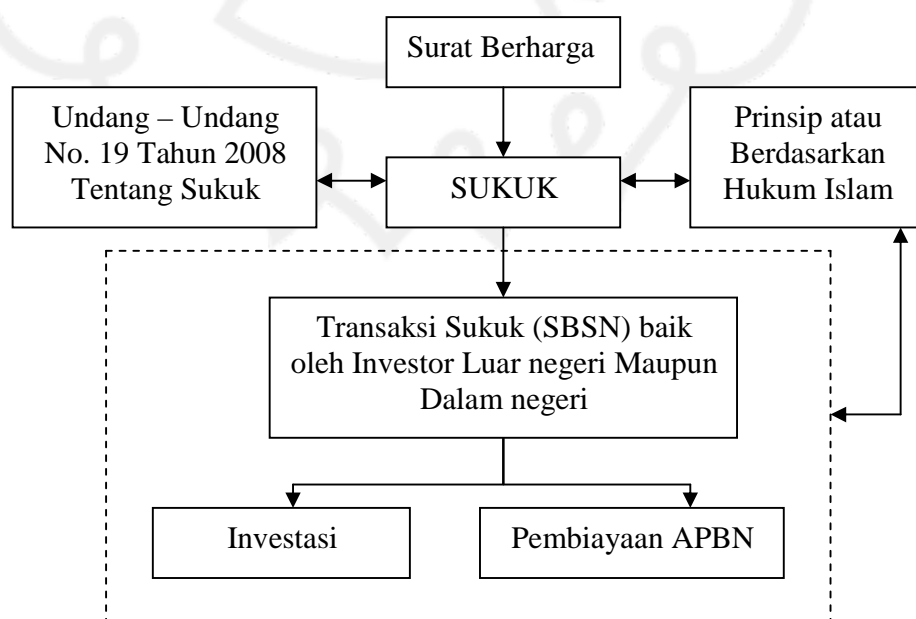 Surat Berharga
Undang – Undang
No. 19 Tahun 2008
Tentang Sukuk
SUKUK
Prinsip atau
Berdasarkan
Hukum Islam
Transaksi Sukuk (SBSN) baik
oleh Investor Luar negeri Maupun
Dalam negeri
Investasi
Pembiayaan APBN